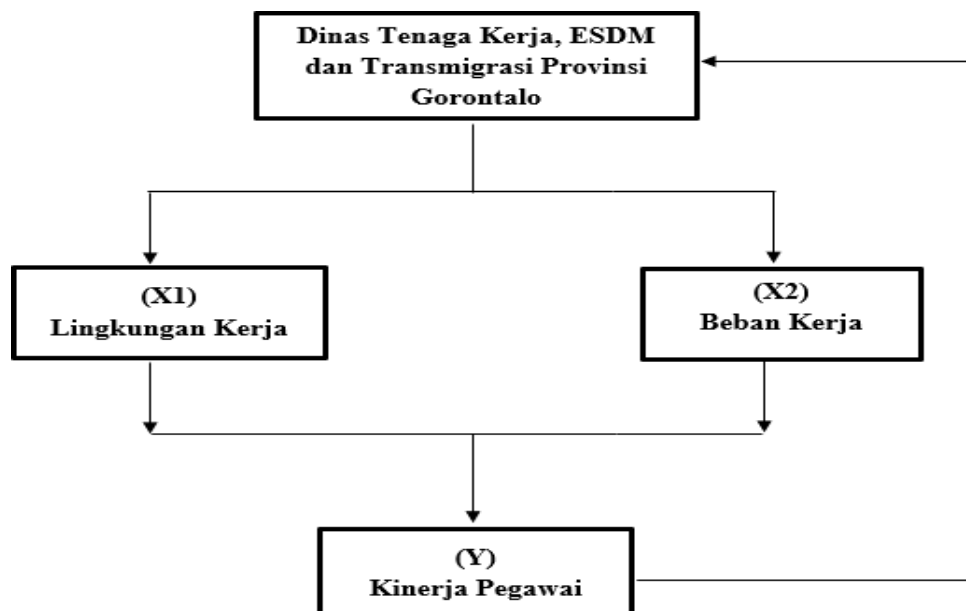 Dinas Tenaga Kerja, ESDM
dan Transmigrasi Provinsi
Gorontalo
(X1)
Lingkungan Kerja
(X2)
Beban Kerja
(Y)
Kinerja Pegawai